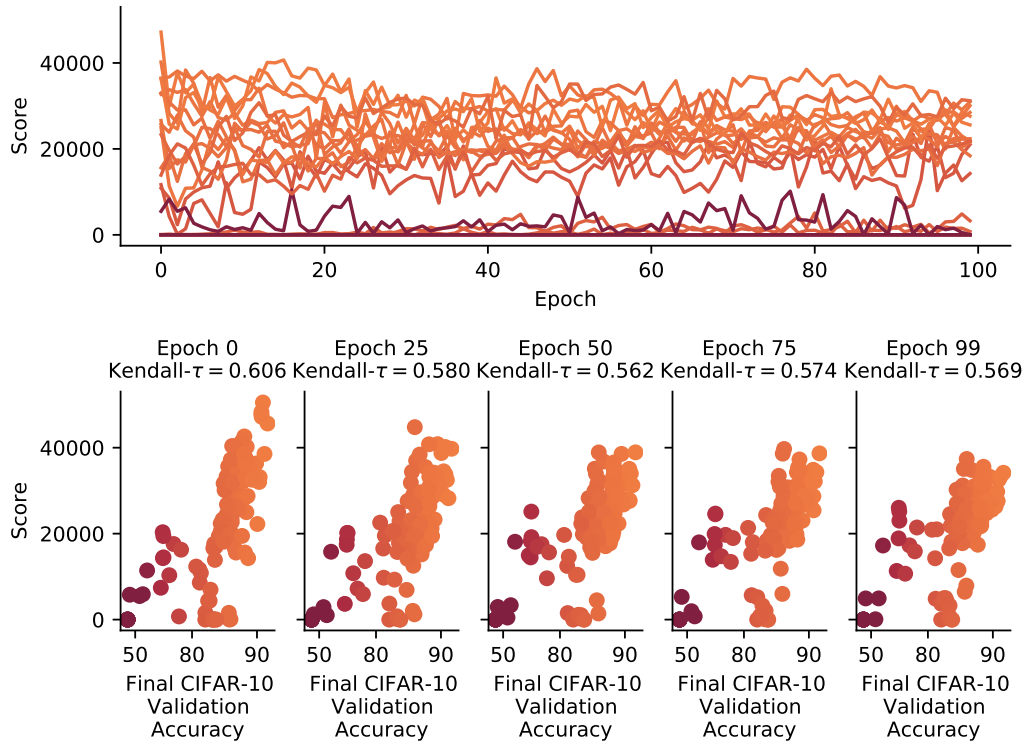 Score
40000
20000
0
0 20 40 60 80 100
Epoch
Epoch 0 Epoch 25 Epoch 50 Epoch 75 Epoch 99
Kendall-τ = 0.606 Kendall-τ = 0.580 Kendall-τ = 0.562 Kendall-τ = 0.574 Kendall-τ = 0.569
Score
40000
20000
0
50 80 90 50 80 90 50 80 90 50 80 90 50 80 90
Final CIFAR-10 Final CIFAR-10 Final CIFAR-10 Final CIFAR-10 Final CIFAR-10
Validation Validation Validation Validation Validation
Accuracy Accuracy Accuracy Accuracy Accuracy